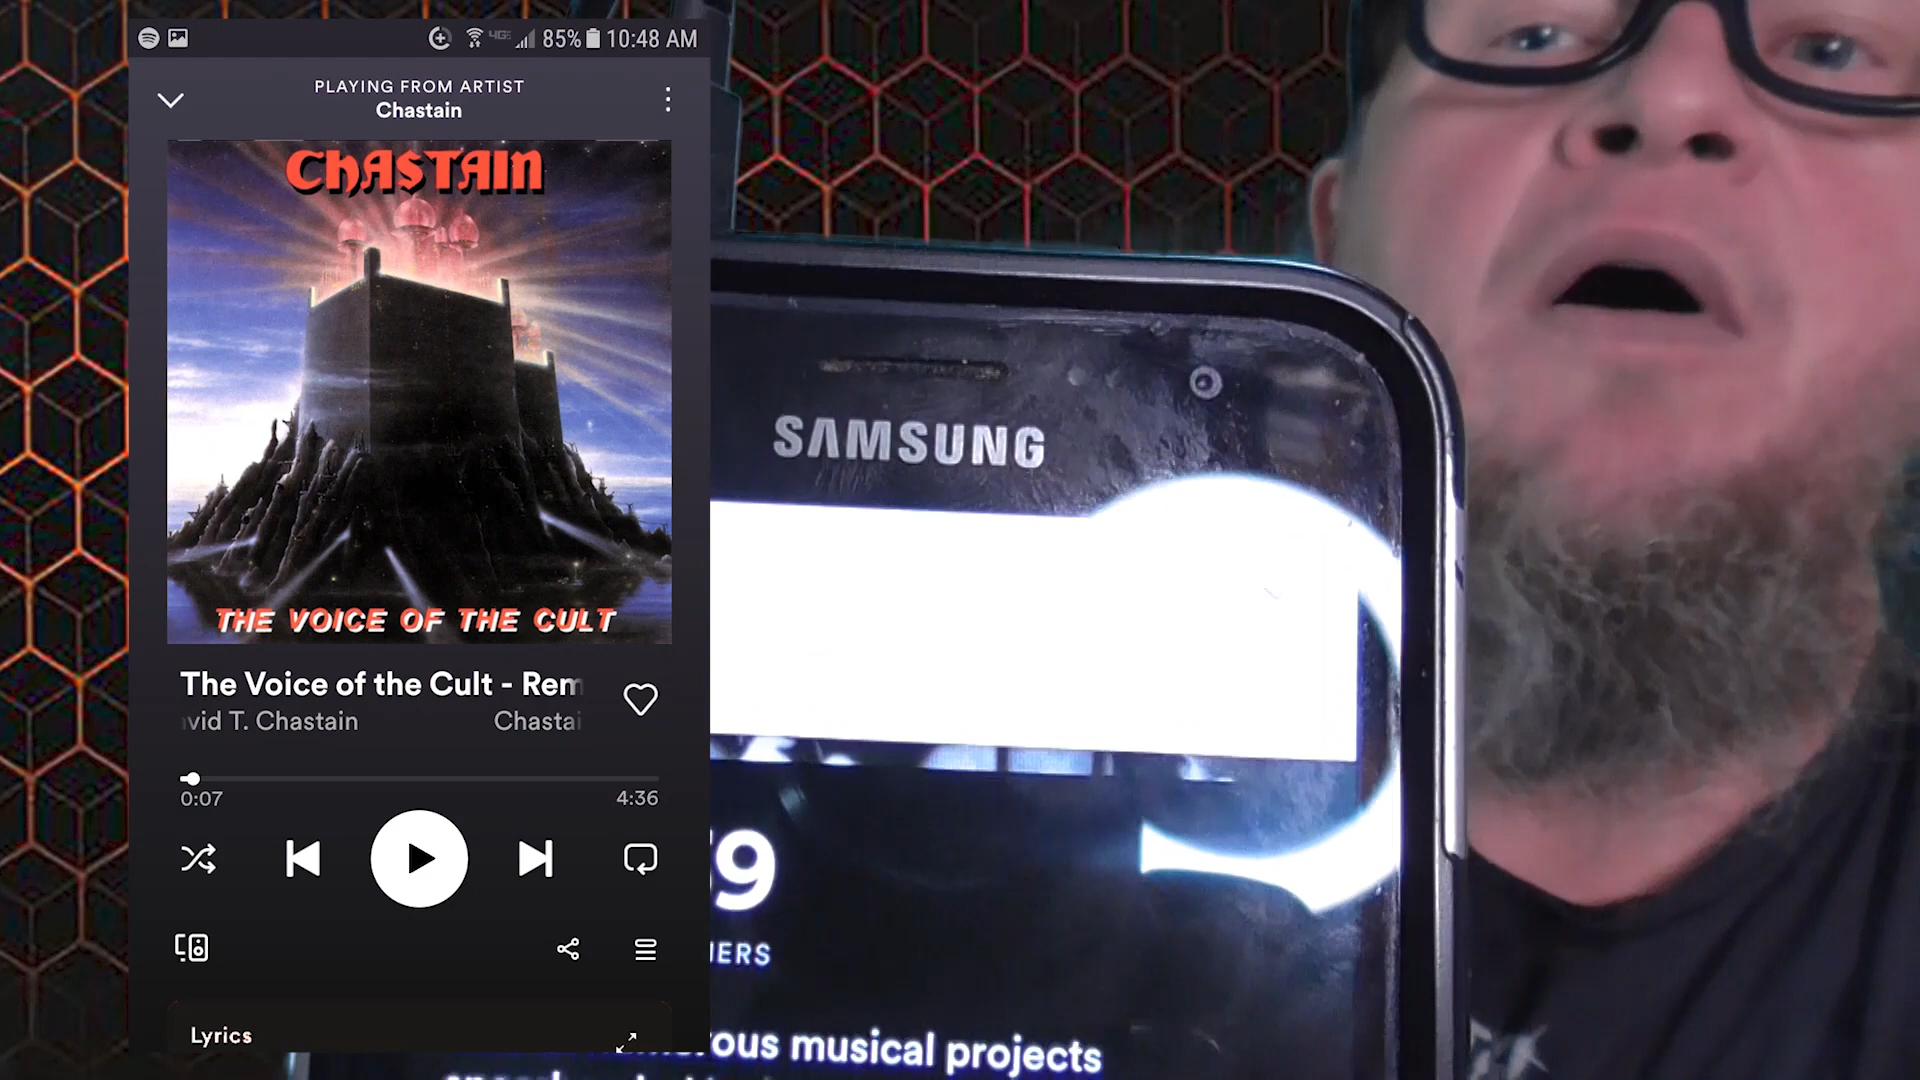 85% 10:48 AM
PLAYING FROM ARTIST
Chastain
CHASTAIN
THE VOICE OF THE CULT
The Voice of the Cult - Rem
vid T. Chastain Chastai
0:07 4:36
Lyrics
SAMSUNG
9
ERS
ous musical projects